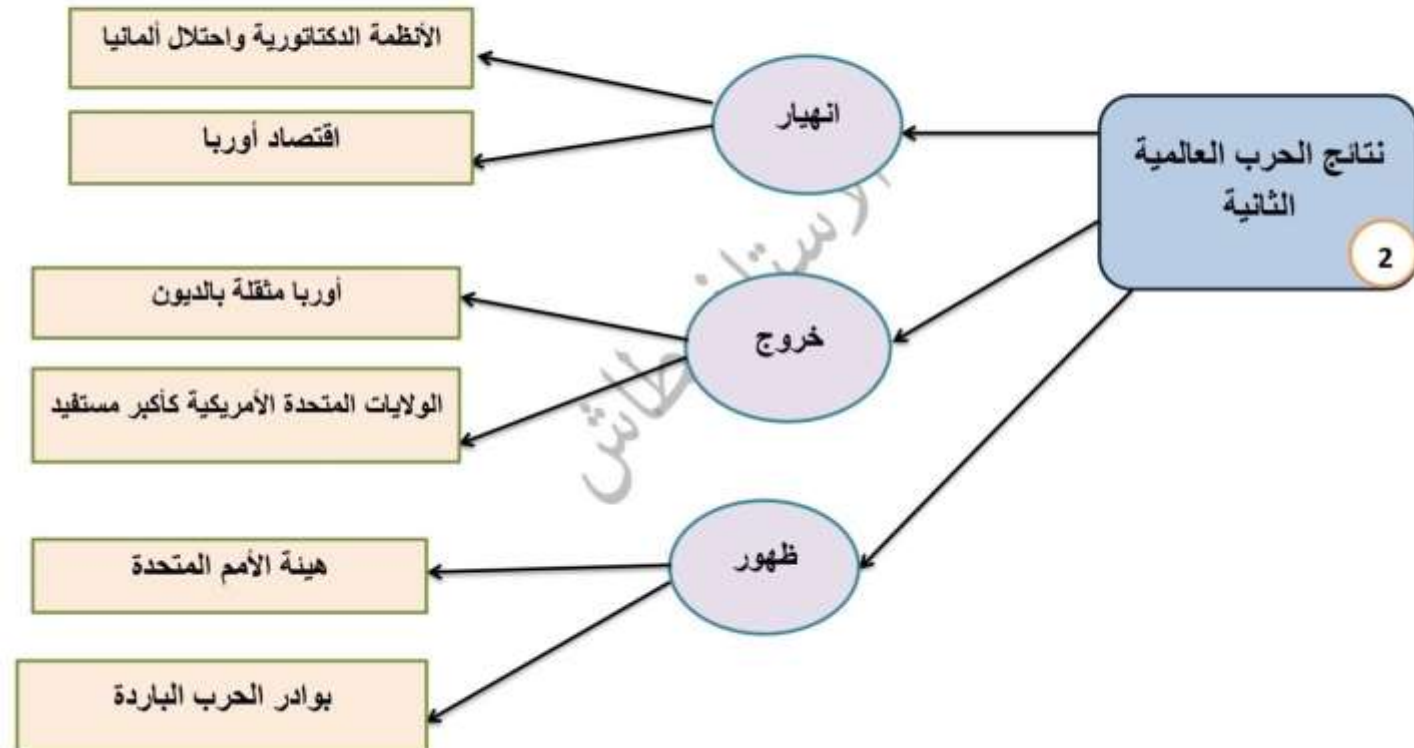 نتائج الحرب العالمية
الثانية
2
انهيار
الأنظمة الدكتاتورية واحتلال ألمانيا
اقتصاد أوربا
خروج
أوربا مثقلة بالديون
الولايات المتحدة الأمريكية كأكبر مستفيد
ظهور
هيئة الأمم المتحدة
بوادر الحرب الباردة